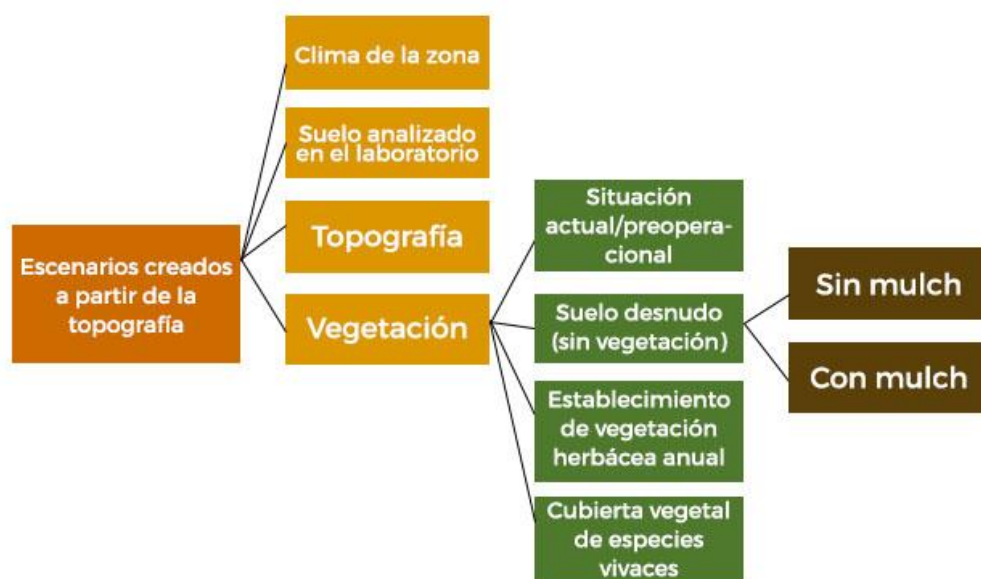 Clima de la zona
Suelo analizado
en el laboratorio
Topografía
Vegetación
Escenarios creados
a partir de la
topografía
Situación
actual/preopera-
cional
Suelo desnudo
(sin vegetación)
Establecimiento
de vegetación
herbácea anual
Cubierta vegetal
de especies
vivaces
Sin mulch
Con mulch